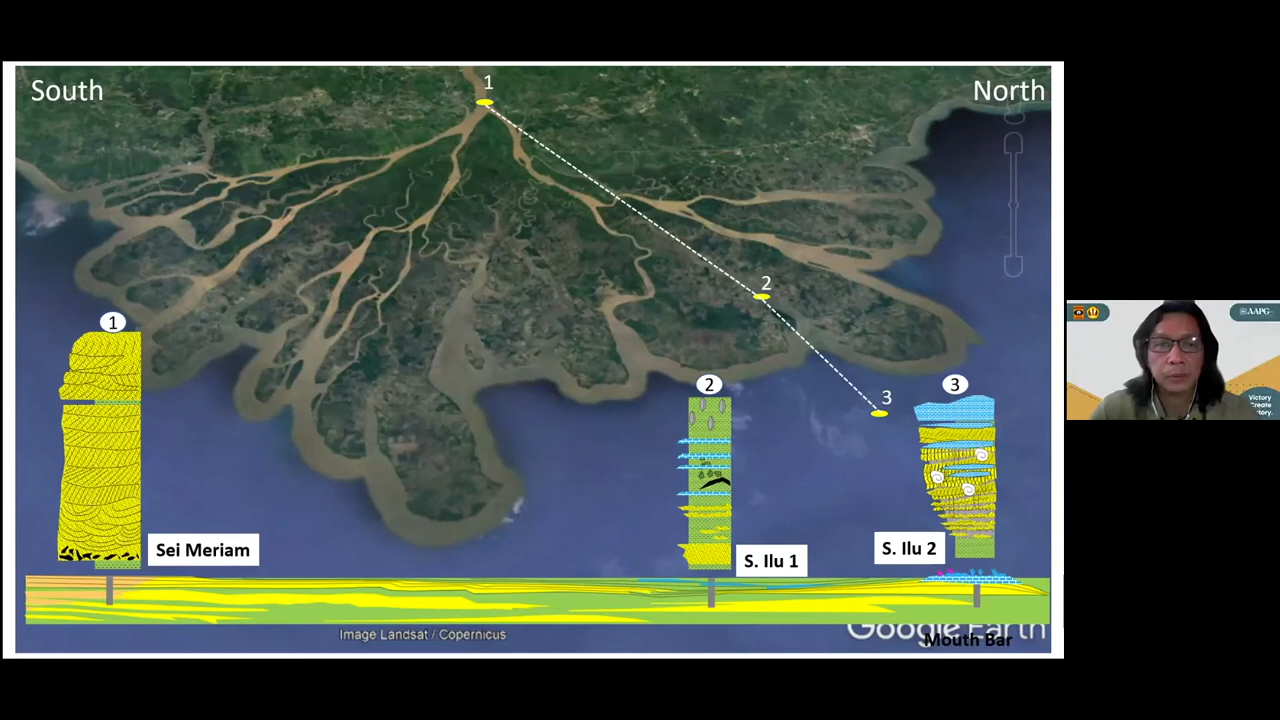 South
North
1
2
3
1
2
3
Sei Meriam
S. Ilu 1
S. Ilu 2
Image Landsat / Copernicus
Google Earth
Mouth Bar
AAPG
Victory